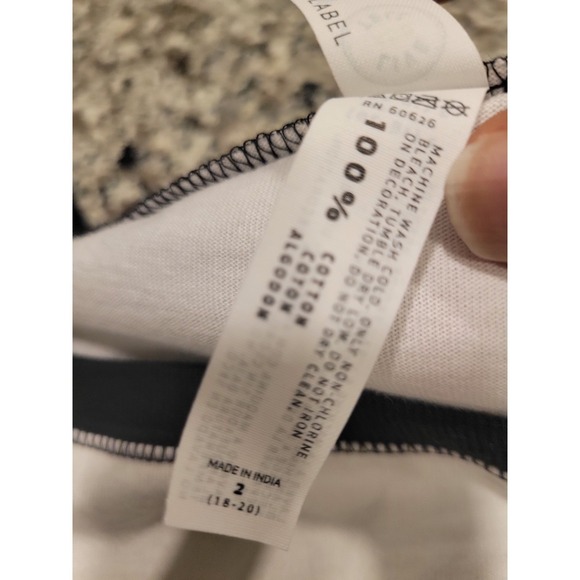 LABEL
RN 60626
100%
COTTON
COTON
ALGODON
MACHINE WASH COLD. ONLY NON-CHLORINE
BLEACH. TUMBLE DRY LOW. DO NOT IRON
ON DECORATION. DO NOT DRY CLEAN.
MADE IN INDIA
2
(18-20)